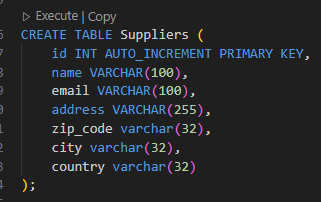 Execute | Copy
CREATE TABLE Suppliers (
id INT AUTO_INCREMENT PRIMARY KEY,
name VARCHAR(100),
email VARCHAR(100),
address VARCHAR(255),
zip_code varchar(32),
city varchar(32),
country varchar(32)
);